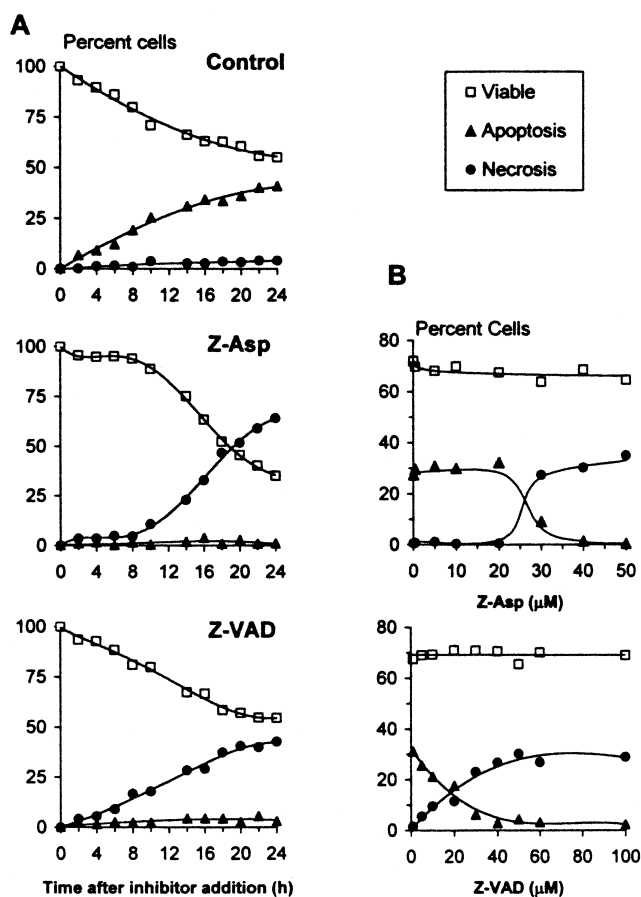 A
Percent cells
Control
100
75
50
25
0
0 4 8 12 16 20 24
Z-Asp
100
75
50
25
0
0 4 8 12 16 20 24
Z-VAD
100
75
50
25
0
0 4 8 12 16 20 24
Time after inhibitor addition (h)
Viable
Apoptosis
Necrosis
B
Percent Cells
80
60
40
20
0
0 10 20 30 40 50
Z-Asp (μM)
80
60
40
20
0
0 20 40 60 80 100
Z-VAD (μM)